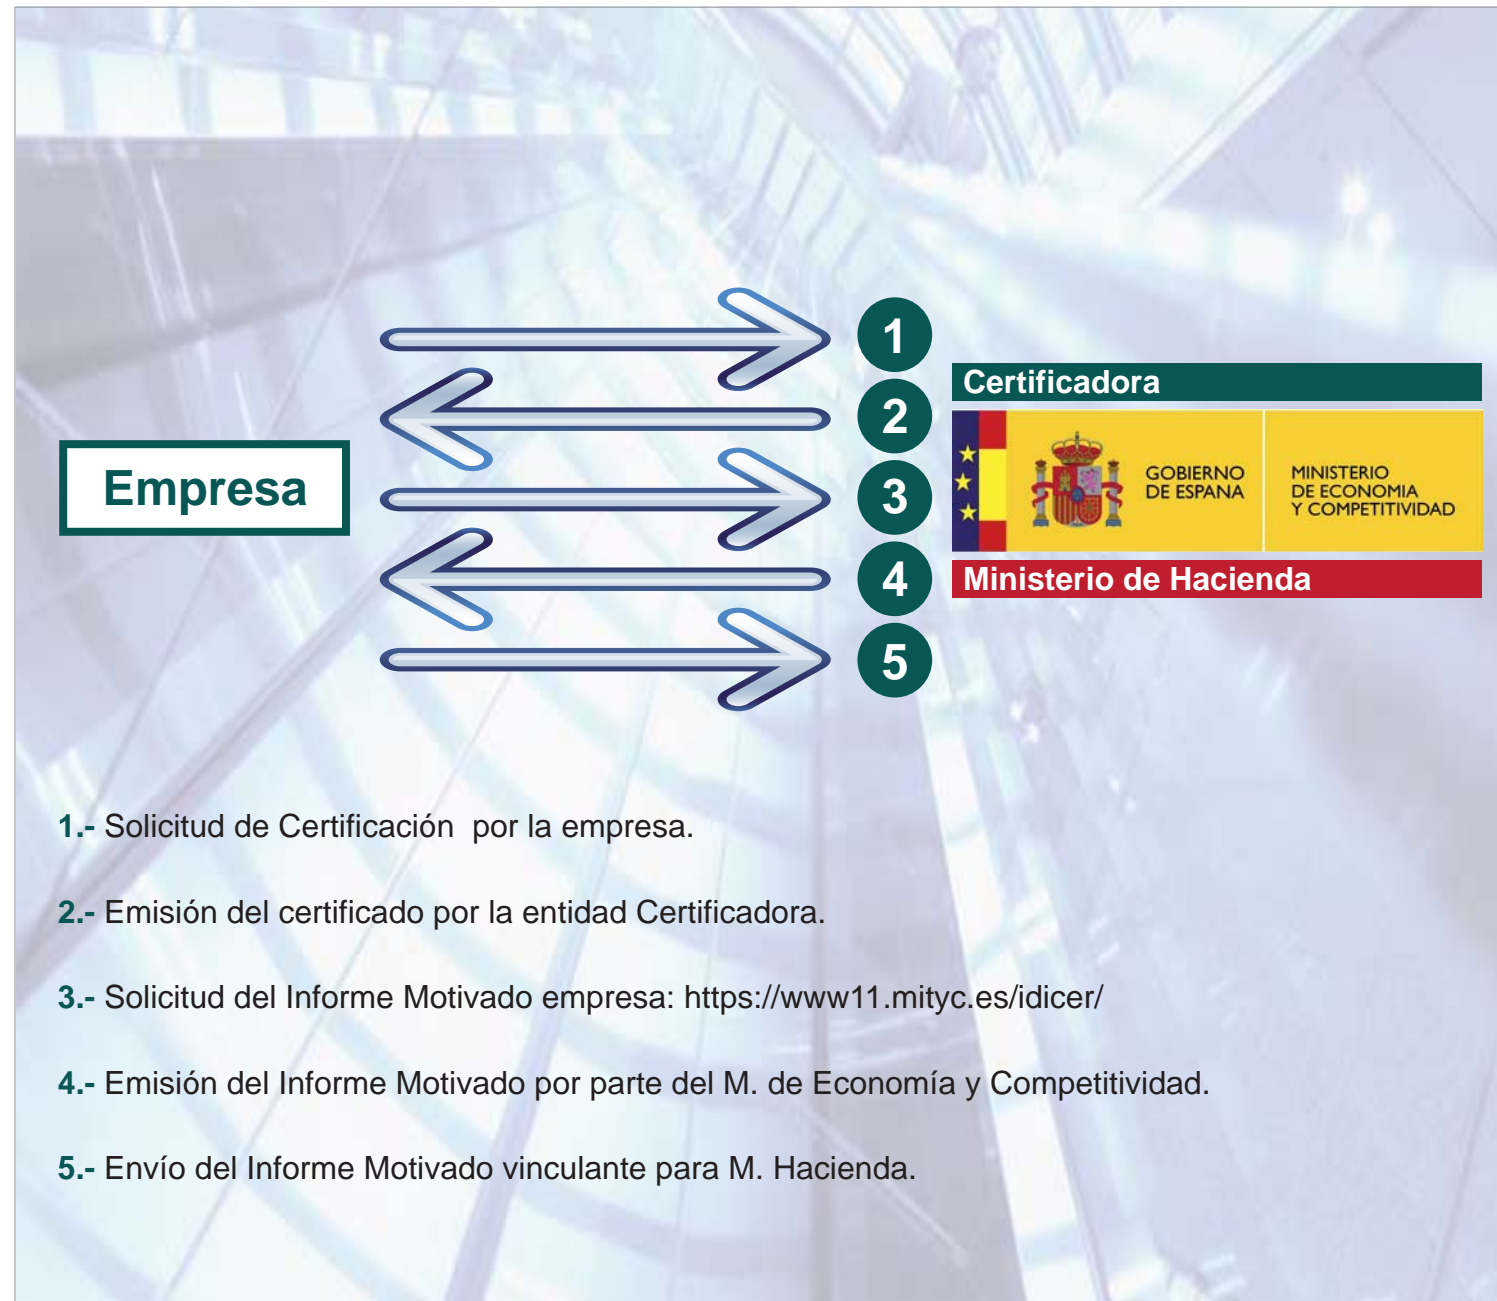 1
Certificadora
2
Empresa
3
GOBIERNO
DE ESPANA
MINISTERIO
DE ECONOMIA
Y COMPETITIVIDAD
4
Ministerio de Hacienda
5
1.- Solicitud de Certificación  por la empresa.
2.- Emisión del certificado por la entidad Certificadora.
3.- Solicitud del Informe Motivado empresa: https://www11.mityc.es/idicer/
4.- Emisión del Informe Motivado por parte del M. de Economía y Competitividad.
5.- Envío del Informe Motivado vinculante para M. Hacienda.